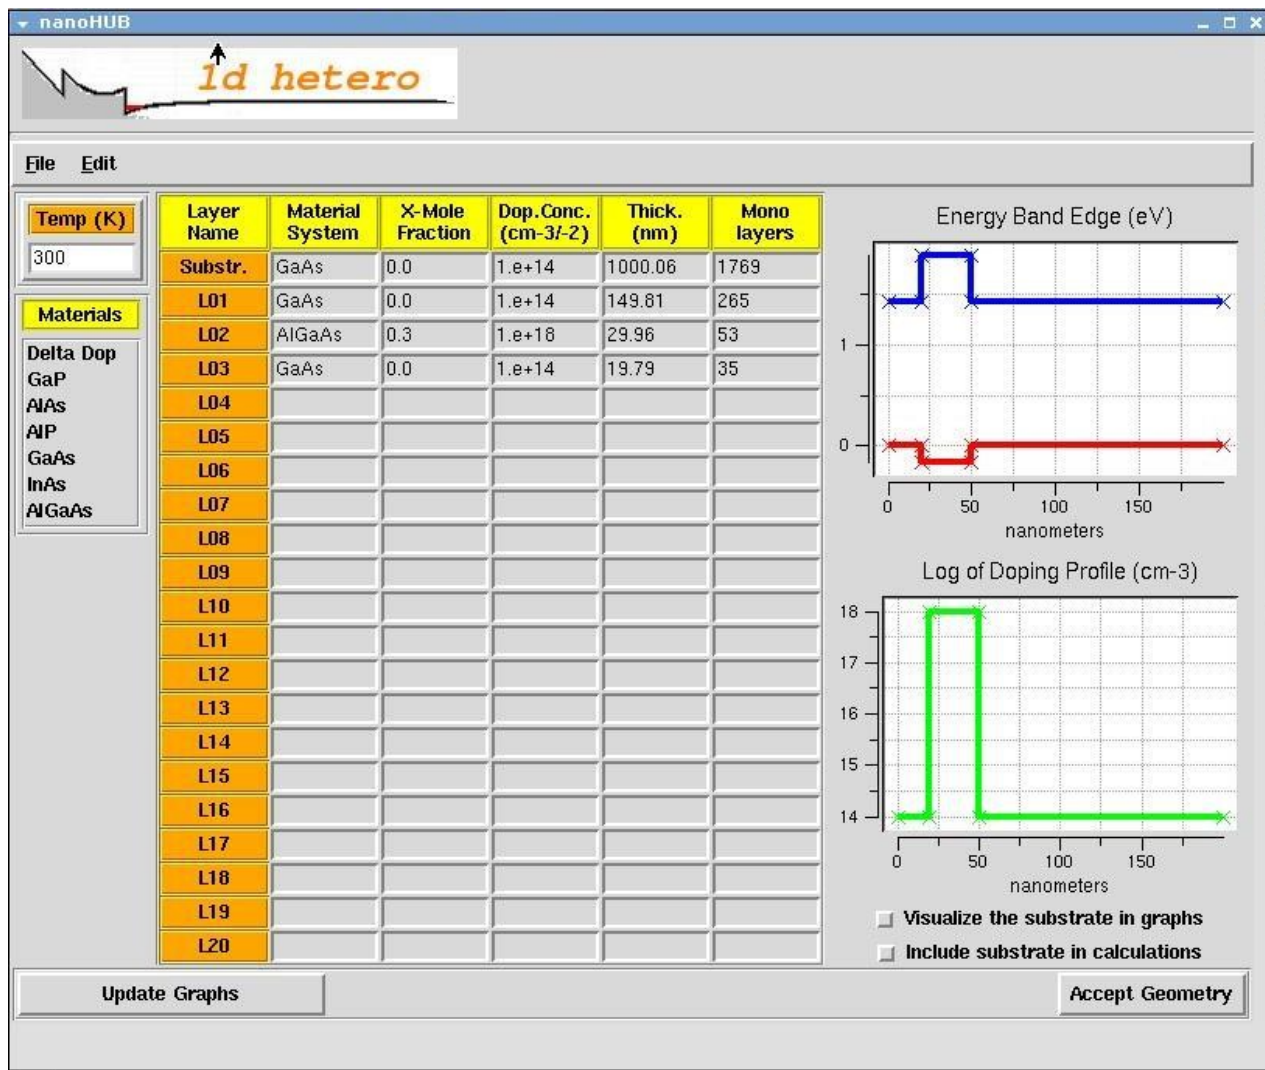 nanoHUB
1d hetero
File Edit
Temp (K)
300
Materials
Delta Dop
GaP
AlAs
AlP
GaAs
InAs
AlGaAs
Layer Name Material System X-Mole Fraction Dop.Conc. (cm-3/-2) Thick. (nm) Mono layers
Substr. GaAs 0.0 1.e+14 1000.06 1769
L01 GaAs 0.0 1.e+14 149.81 265
L02 AlGaAs 0.3 1.e+18 29.96 53
L03 GaAs 0.0 1.e+14 19.79 35
L04
L05
L06
L07
L08
L09
L10
L11
L12
L13
L14
L15
L16
L17
L18
L19
L20
Energy Band Edge (eV)
1
0
0 50 100 150
nanometers
Log of Doping Profile (cm-3)
18
17
16
15
14
0 50 100 150
nanometers
Visualize the substrate in graphs
Include substrate in calculations
Update Graphs Accept Geometry